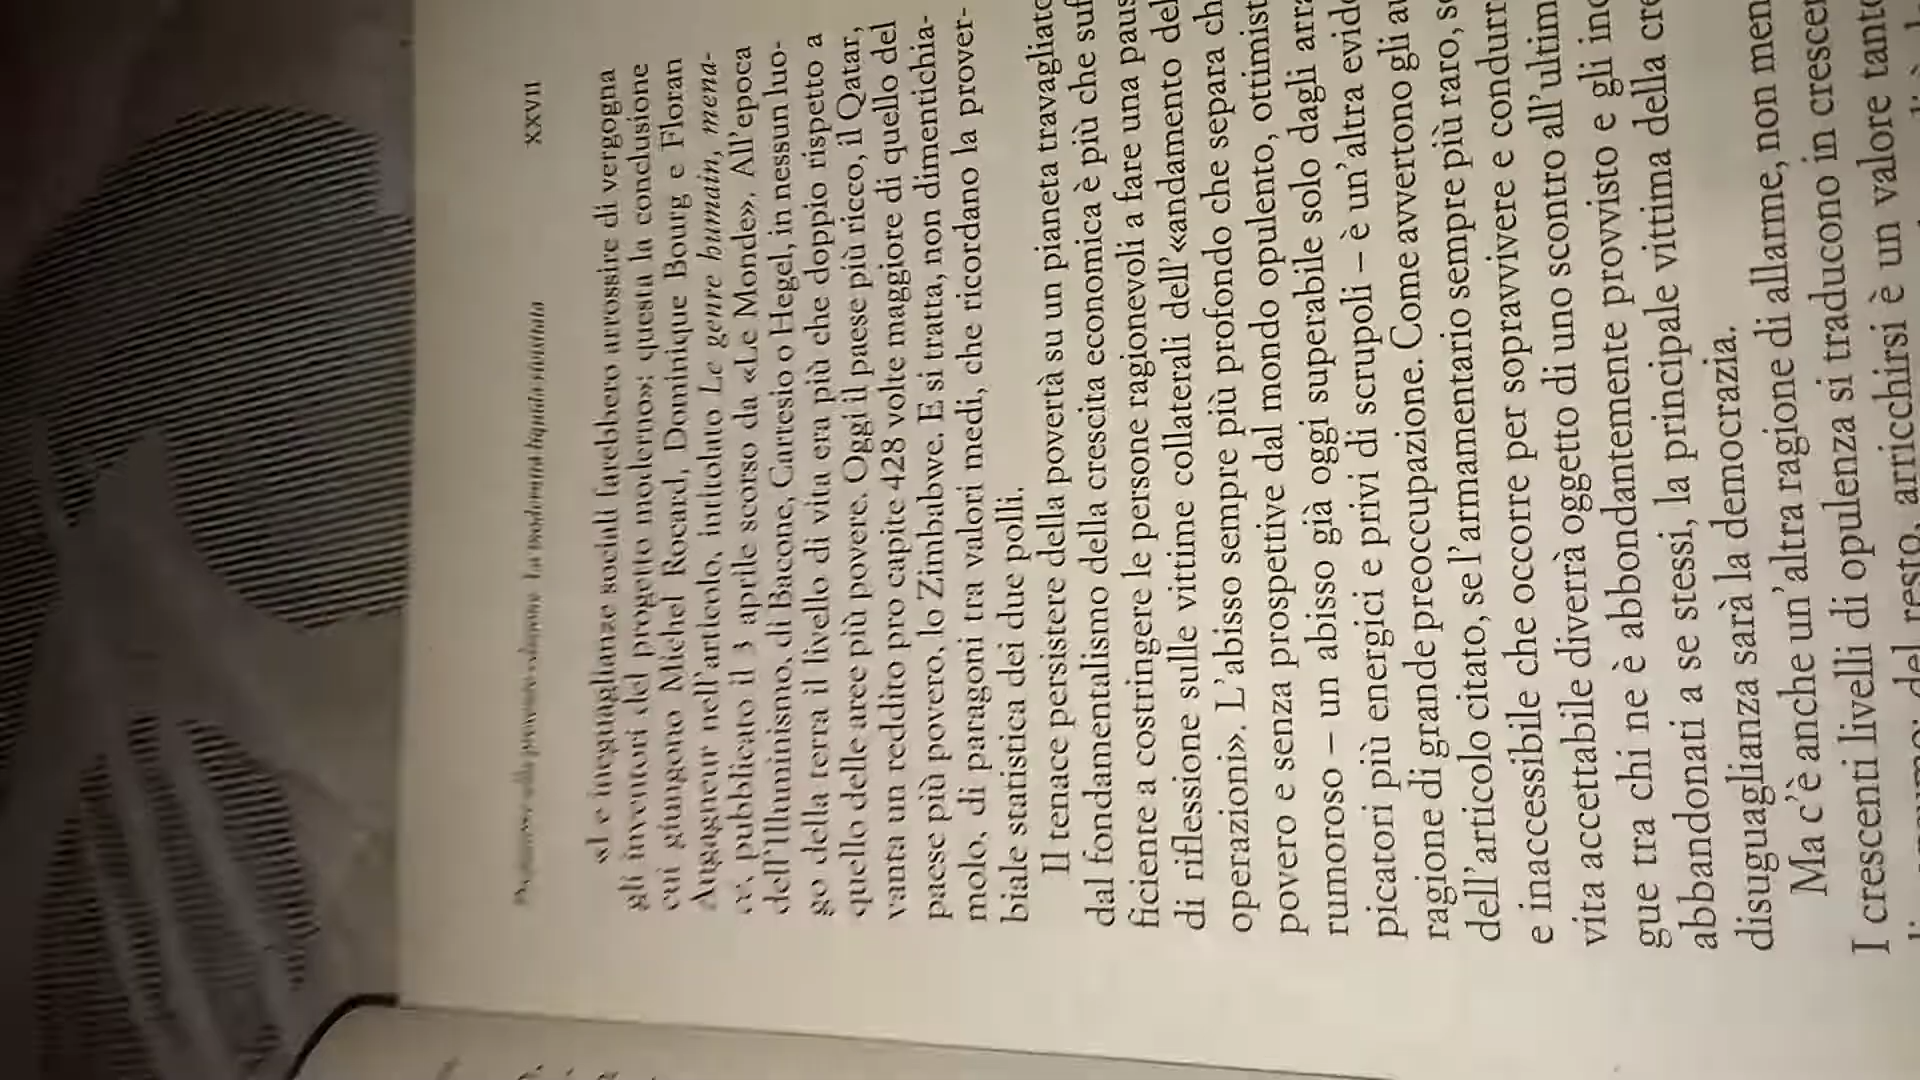 XXVII
«Le ineguaglianze sociali farebbero arrossire di vergogna
gli inventori del progetto moderno»: questa la conclusione
cui giungono Michel Rocard, Dominique Bourg e Floran
Augagneur nell'articolo, intitolato Le genre humain, mena-
cé, pubblicato il 3 aprile scorso da «Le Monde». All'epoca
dell'Illuminismo, di Bacone, Cartesio o Hegel, in nessun luo-
go della terra il livello di vita era più che doppio rispetto a
quello delle aree più povere. Oggi il paese più ricco, il Qatar,
vanta un reddito pro capite 428 volte maggiore di quello del
paese più povero, lo Zimbabwe. E si tratta, non dimentichia-
molo, di paragoni tra valori medi, che ricordano la prover-
biale statistica dei due polli.
Il tenace persistere della povertà su un pianeta travagliato
dal fondamentalismo della crescita economica è più che suf
ficiente a costringere le persone ragionevoli a fare una paus
di riflessione sulle vittime collaterali dell'«andamento del
operazioni». L'abisso sempre più profondo che separa ch
povero e senza prospettive dal mondo opulento, ottimist
rumoroso – un abisso già oggi superabile solo dagli arra
picatori più energici e privi di scrupoli – è un'altra evide
ragione di grande preoccupazione. Come avvertono gli au
dell'articolo citato, se l'armamentario sempre più raro, sc
e inaccessibile che occorre per sopravvivere e condurr
vita accettabile diverrà oggetto di uno scontro all'ultim
gue tra chi ne è abbondantemente provvisto e gli ind
abbandonati a se stessi, la principale vittima della cre
disuguaglianza sarà la democrazia.
Ma c'è anche un'altra ragione di allarme, non men
I crescenti livelli di opulenza si traducono in crescen
del resto, arricchirsi è un valore tanto